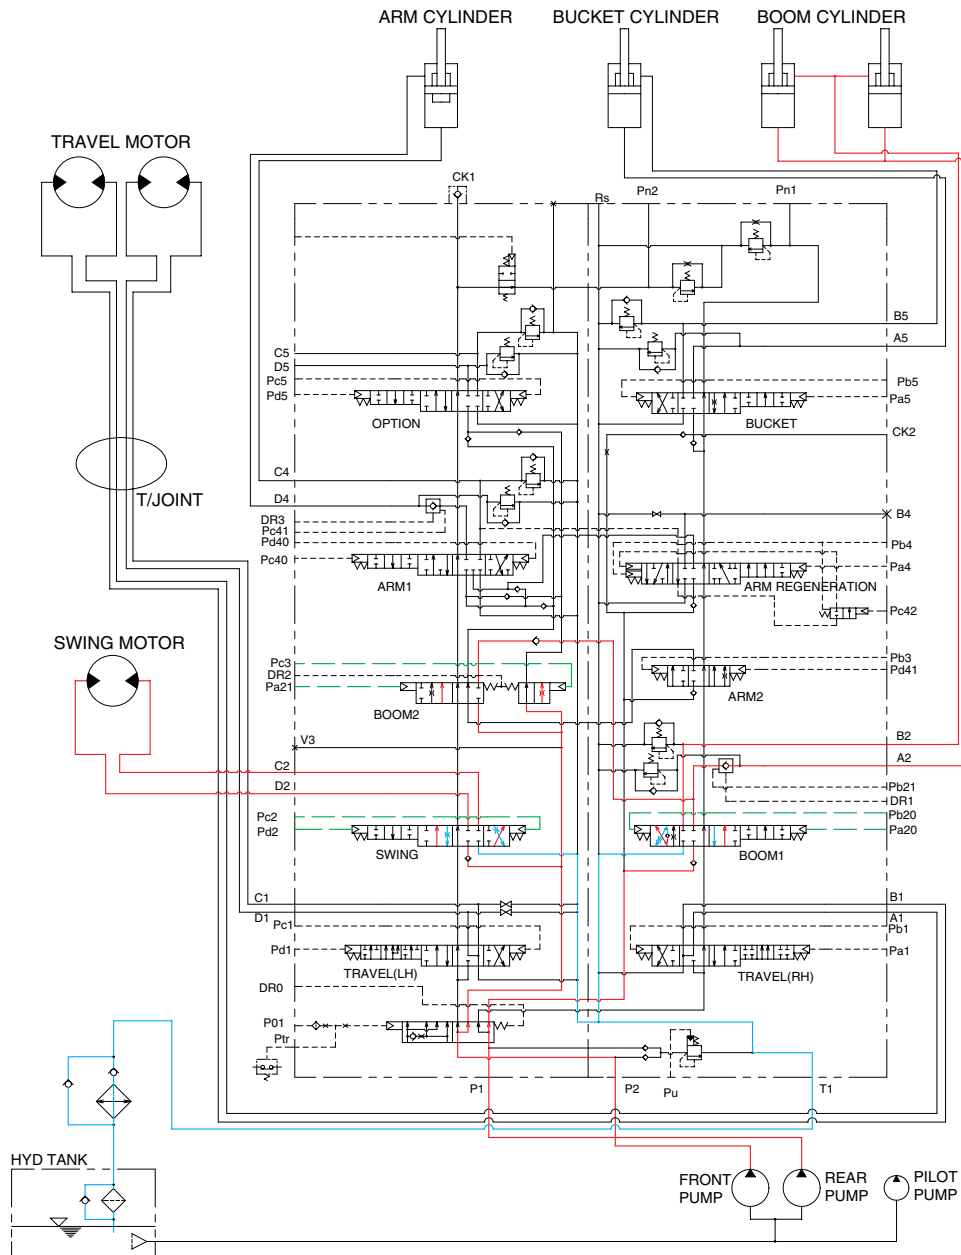 ARM CYLINDER BUCKET CYLINDER BOOM CYLINDER
TRAVEL MOTOR
CK1
Rs
Pn2
Pn1
B5
A5
C5
D5
Pc5
Pd5
Pb5
Pa5
OPTION
BUCKET
CK2
C4
D4
T/JOINT
DR3
Pc41
Pd40
Pc40
B4
Pb4
Pa4
ARM1
ARM REGENERATION
Pc42
SWING MOTOR
Pc3
DR2
Pa21
Pb3
Pd41
BOOM2
ARM2
V3
B2
C2
A2
D2
Pb21
DR1
Pc2
Pb20
Pd2
Pa20
SWING
BOOM1
C1
B1
D1
A1
Pc1
Pb1
Pd1
Pa1
TRAVEL(LH)
TRAVEL(RH)
DR0
P01
Ptr
P1
P2
Pu
T1
HYD TANK
FRONT PUMP
REAR PUMP
PILOT PUMP